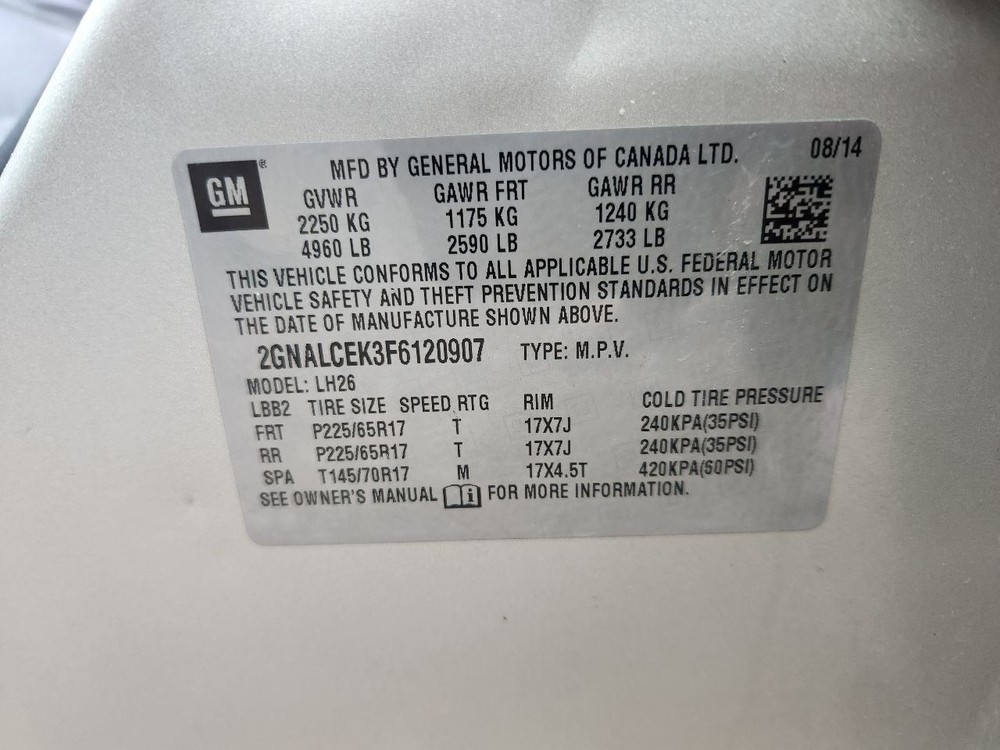 GM®
MFD BY GENERAL MOTORS OF CANADA LTD. 08/14
GVWR GAWR FRT GAWR RR
2250 KG 1175 KG 1240 KG
4960 LB 2590 LB 2733 LB
THIS VEHICLE CONFORMS TO ALL APPLICABLE U.S. FEDERAL MOTOR
VEHICLE SAFETY AND THEFT PREVENTION STANDARDS IN EFFECT ON
THE DATE OF MANUFACTURE SHOWN ABOVE.
2GNALCEK3F6120907 TYPE: M.P.V.
MODEL: LH26
LBB2 TIRE SIZE SPEED RTG RIM COLD TIRE PRESSURE
FRT P225/65R17 T 17X7J 240KPA(35PSI)
RR P225/65R17 T 17X7J 240KPA(35PSI)
SPA T145/70R17 M 17X4.5T 420KPA(60PSI)
SEE OWNER'S MANUAL i FOR MORE INFORMATION.